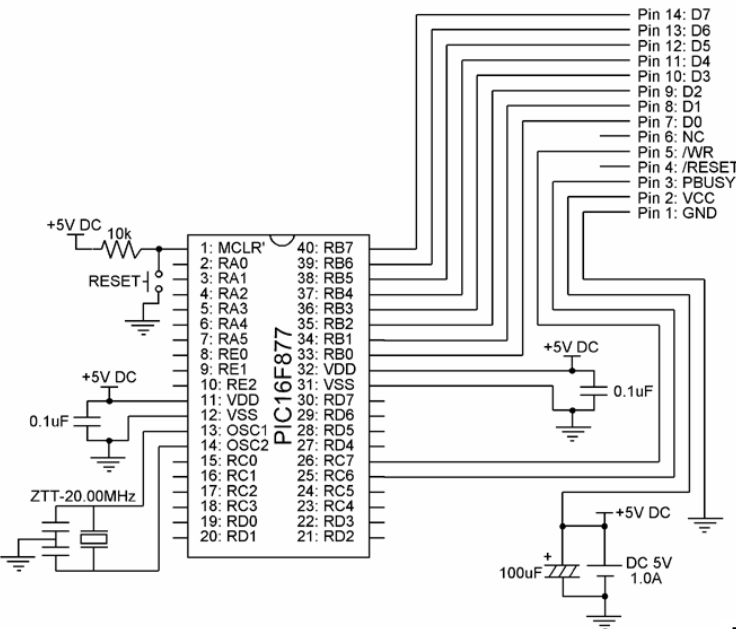 Pin 14: D7
Pin 13: D6
Pin 12: D5
Pin 11: D4
Pin 10: D3
Pin 9: D2
Pin 8: D1
Pin 7: D0
Pin 6: NC
Pin 5: /WR
Pin 4: /RESET
Pin 3: PBUSY
Pin 2: VCC
Pin 1: GND
+5V DC
10k
RESET
1: MCLR' 40: RB7
2: RA0 39: RB6
3: RA1 38: RB5
4: RA2 37: RB4
5: RA3 36: RB3
6: RA4 35: RB2
7: RA5 34: RB1
8: RE0 33: RB0
9: RE1 32: VDD
10: RE2 31: VSS
11: VDD 30: RD7
12: VSS 29: RD6
13: OSC1 28: RD5
14: OSC2 27: RD4
15: RC0 26: RC7
16: RC1 25: RC6
17: RC2 24: RC5
18: RC3 23: RC4
19: RD0 22: RD3
20: RD1 21: RD2
PIC16F877
+5V DC
0.1uF
+5V DC
0.1uF
ZTT-20.00MHz
+5V DC
+
100uF
DC 5V
1.0A